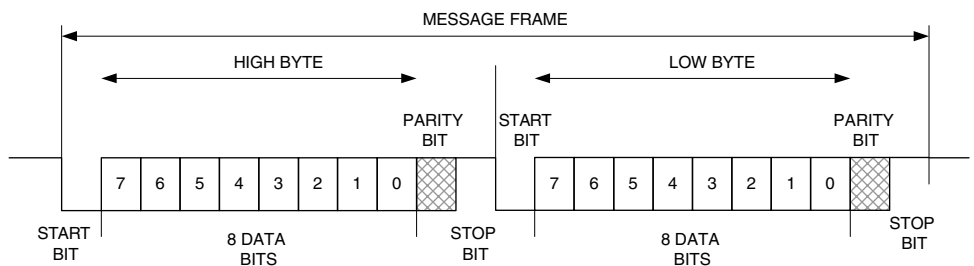 MESSAGE FRAME
HIGH BYTE
LOW BYTE
PARITY
BIT
START
BIT
PARITY
BIT
7 6 5 4 3 2 1 0
7 6 5 4 3 2 1 0
START
BIT
8 DATA
BITS
STOP
BIT
8 DATA
BITS
STOP
BIT